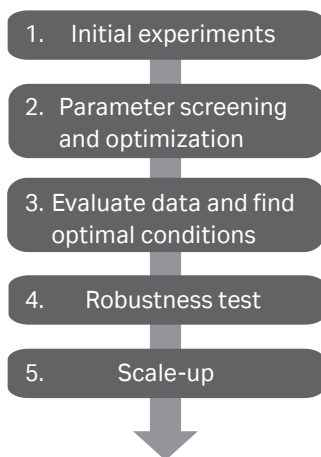 1. Initial experiments
2. Parameter screening
and optimization
3. Evaluate data and find
optimal conditions
4. Robustness test
5. Scale-up